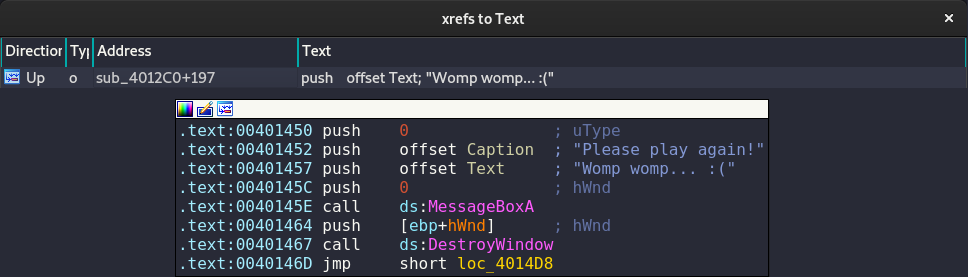 xrefs to Text
Direction Typ Address Text
Up o sub_4012C0+197 push offset Text; "Womp womp... :("
.text:00401450 push 0 ; uType
.text:00401452 push offset Caption ; "Please play again!"
.text:00401457 push offset Text ; "Womp womp... :("
.text:0040145C push 0 ; hWnd
.text:0040145E call ds:MessageBoxA
.text:00401464 push [ebp+hWnd] ; hWnd
.text:00401467 call ds:DestroyWindow
.text:0040146D jmp short loc_4014D8